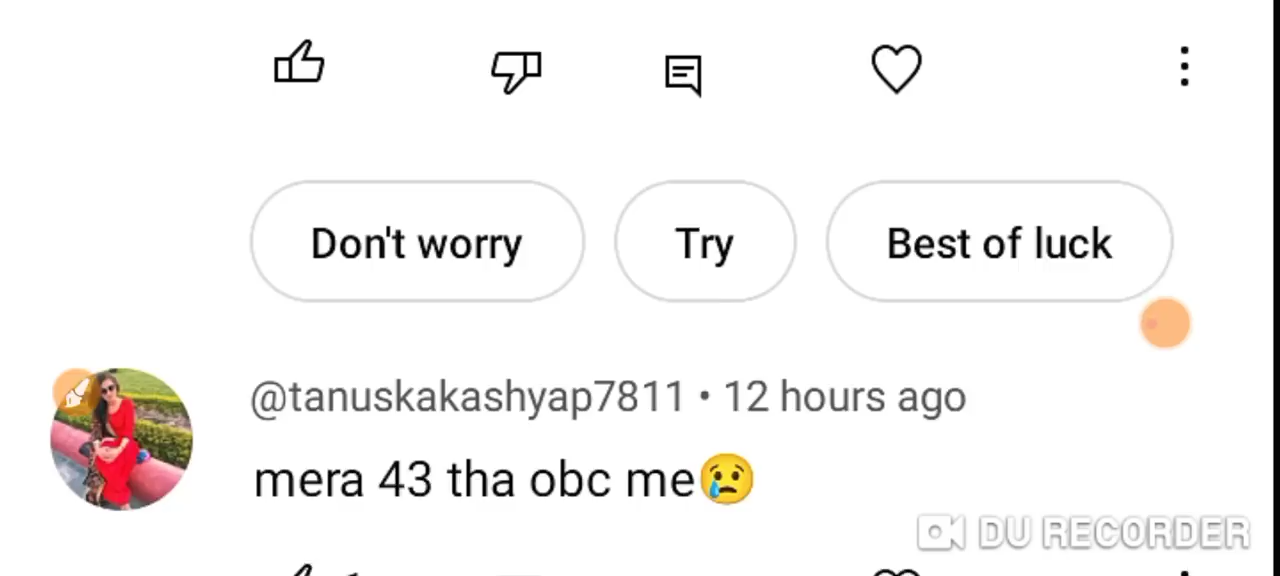 Don't worry
Try
Best of luck
@tanuskakashyap7811 • 12 hours ago
mera 43 tha obc me😢
DU RECORDER